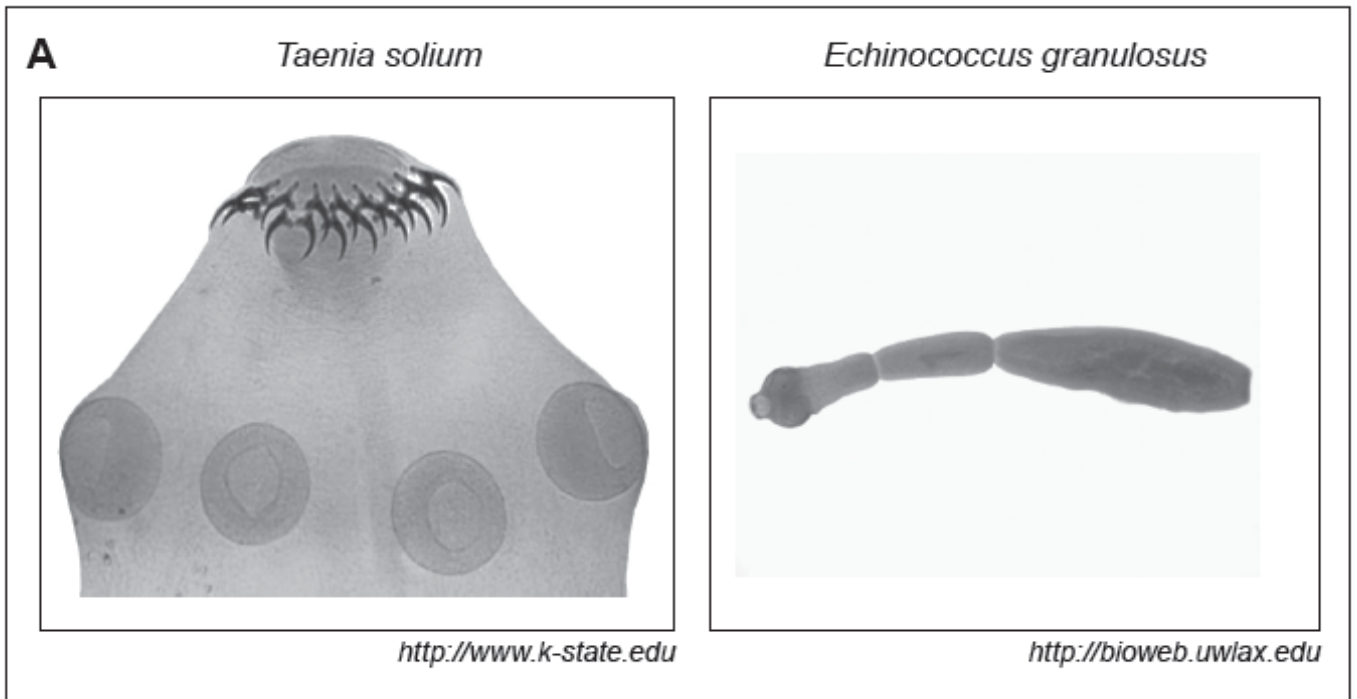 A
Taenia solium
Echinococcus granulosus
http://www.k-state.edu
http://bioweb.uwlax.edu